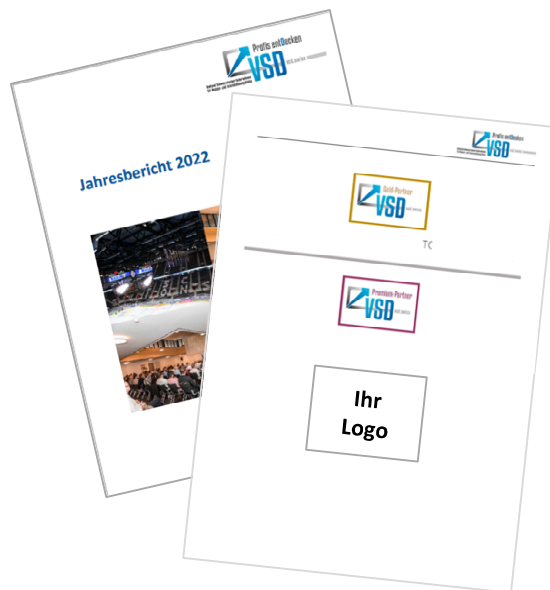 Profis entDecken
VSD
Jahresbericht 2022
Profis entDecken
VSD
Gold-Partner
VSD
TC
Premium-Partner
VSD
Ihr
Logo